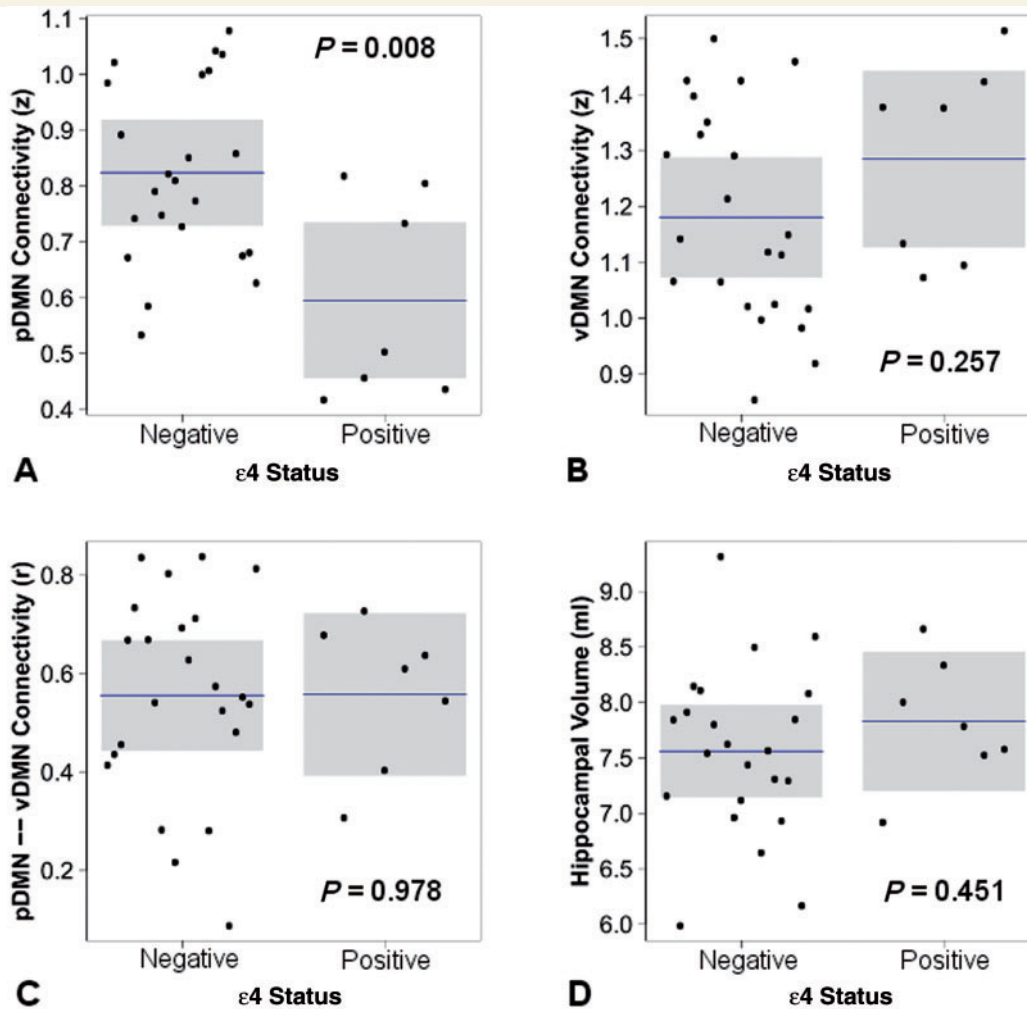 pDMN Connectivity (z)
1.1
1.0
0.9
0.8
0.7
0.6
0.5
0.4
P = 0.008
Negative
Positive
A
ε4 Status
vDMN Connectivity (z)
1.5
1.4
1.3
1.2
1.1
1.0
0.9
P = 0.257
Negative
Positive
B
ε4 Status
pDMN –– vDMN Connectivity (r)
0.8
0.6
0.4
0.2
P = 0.978
Negative
Positive
C
ε4 Status
Hippocampal Volume (ml)
9.0
8.5
8.0
7.5
7.0
6.5
6.0
P = 0.451
Negative
Positive
D
ε4 Status